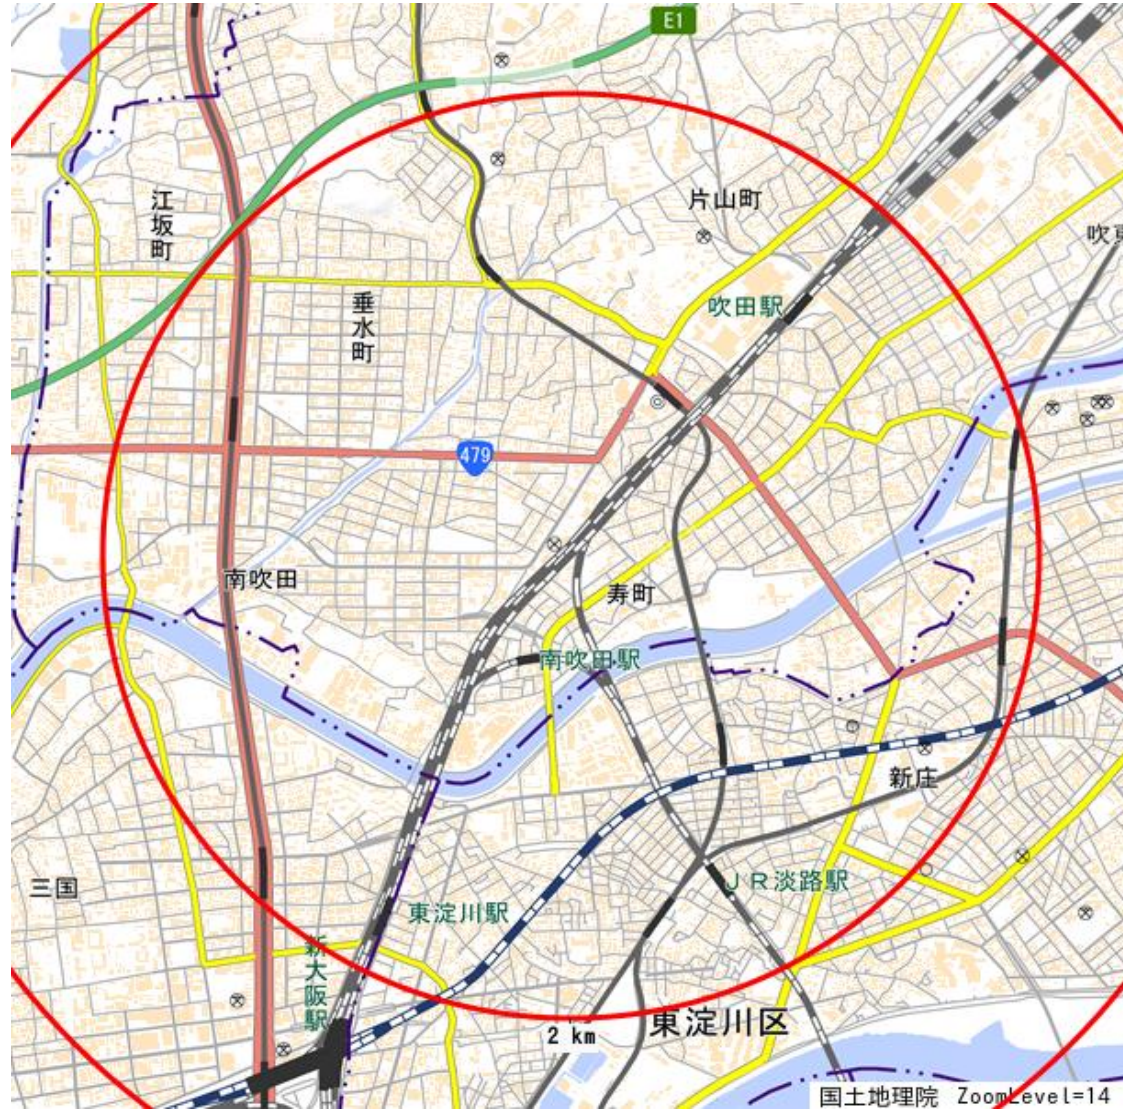 E1
片山町
江坂町
吹東
吹田駅
垂水町
479
南吹田
寿町
南吹田駅
新庄
JR淡路駅
三国
東淀川駅
新大阪駅
2 km
東淀川区
国土地理院 ZoomLevel=14